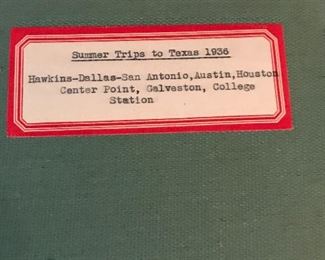 Summer Trips to Texas 1936
Hawkins-Dallas-San Antonio,Austin,Houston
Center Point, Galveston, College
Station